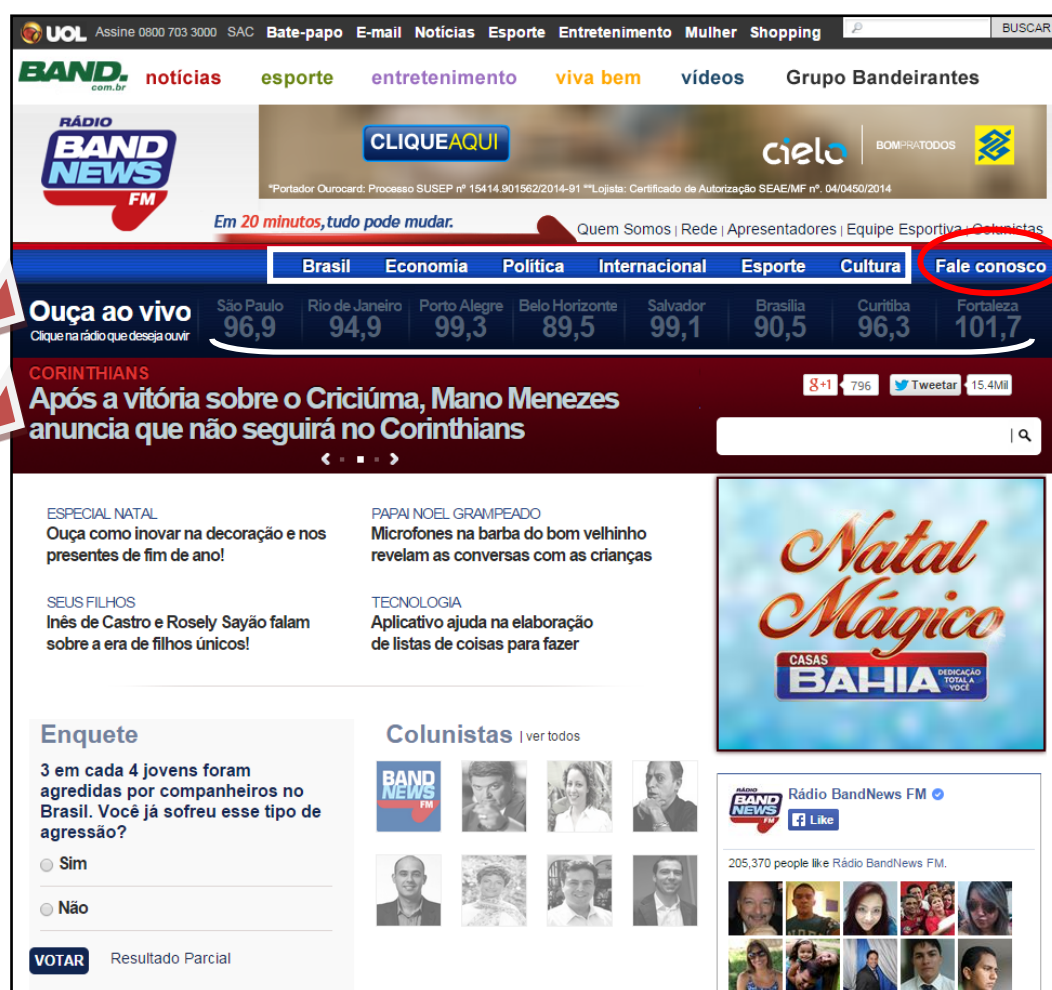 UOL Assine 0800 703 3000 SAC Bate-papo E-mail Notícias Esporte Entretenimento Mulher Shopping BUSCAR
BAND.com.br notícias esporte entretenimento viva bem vídeos Grupo Bandeirantes
RÁDIO
BAND
NEWS
FM
CLIQUEAQUI
cielo BOMPRATODOS
*Portador Ourocard: Processo SUSEP nº 15414.901562/2014-91 **Lojista: Certificado de Autorização SEAE/MF nº. 04/0450/2014
Em 20 minutos, tudo pode mudar.
Quem Somos | Rede | Apresentadores | Equipe Esportiva | Colunistas
Brasil Economia Política Internacional Esporte Cultura Fale conosco
Ouça ao vivo
Clique na rádio que deseja ouvir
São Paulo Rio de Janeiro Porto Alegre Belo Horizonte Salvador Brasília Curitiba Fortaleza
96,9 94,9 99,3 89,5 99,1 90,5 96,3 101,7
CORINTHIANS
Após a vitória sobre o Criciúma, Mano Menezes
anuncia que não seguirá no Corinthians
g+1 796 Tweetar 15.4Mil
ESPECIAL NATAL
Ouça como inovar na decoração e nos
presentes de fim de ano!
PAPAI NOEL GRAMPEADO
Microfones na barba do bom velhinho
revelam as conversas com as crianças
SEUS FILHOS
Inês de Castro e Rosely Sayão falam
sobre a era de filhos únicos!
TECNOLOGIA
Aplicativo ajuda na elaboração
de listas de coisas para fazer
Natal
Mágico
CASAS
BAHIA
DEDICAÇÃO
TOTAL A
VOCÊ
Enquete
3 em cada 4 jovens foram
agredidas por companheiros no
Brasil. Você já sofreu esse tipo de
agressão?
Sim
Não
VOTAR Resultado Parcial
Colunistas | ver todos
BAND
NEWS
FM
RÁDIO
BAND
NEWS
FM
Rádio BandNews FM
Like
205,370 people like Rádio BandNews FM.